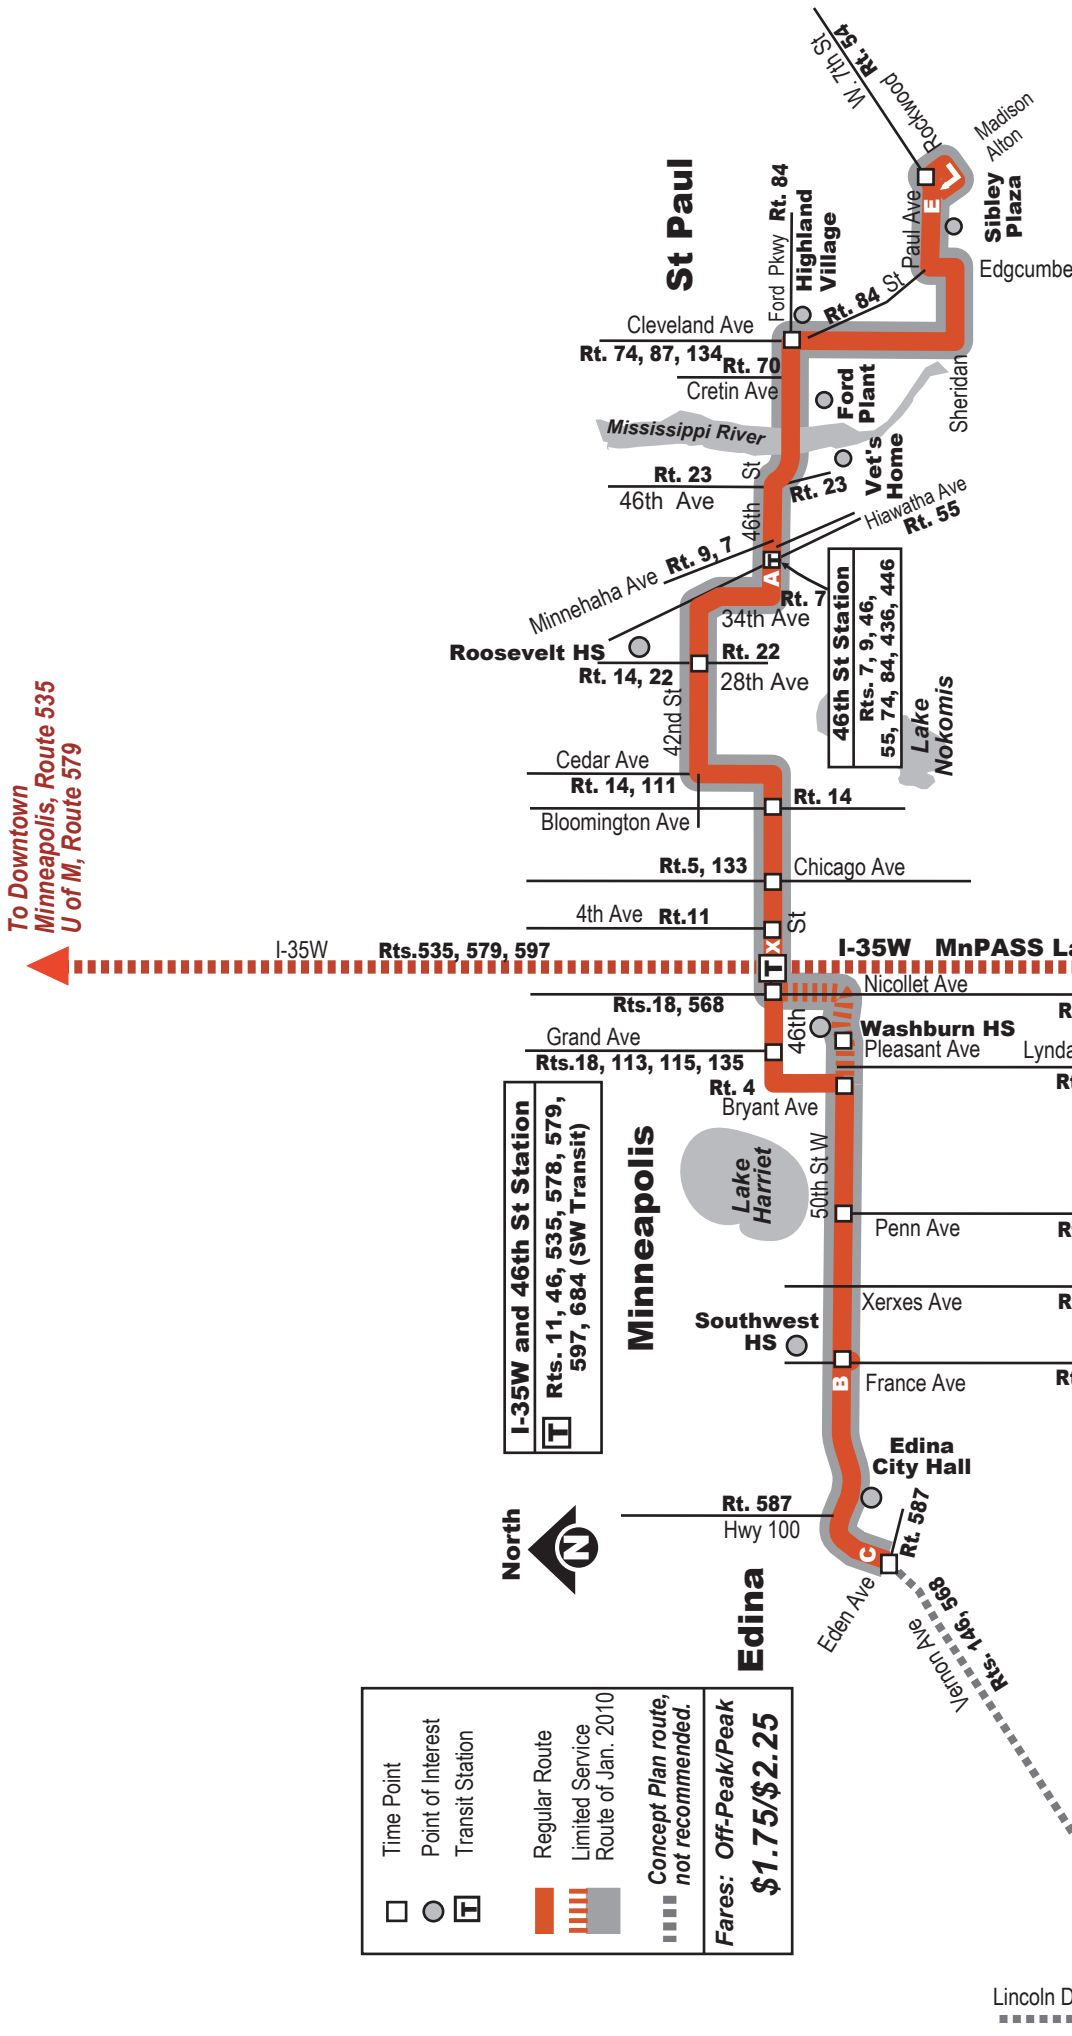 To Downtown
Minneapolis, Route 535
U of M, Route 579
I-35W
Rts.535, 579, 597
St Paul
W. 7th St
Rt. 54
Rockwood
Madison
Alton
Sibley
Plaza
E
St Paul Ave
Edgcumbe
Ford Pkwy
Rt. 84
Highland
Village
Rt. 84
Cleveland Ave
Rt. 74, 87, 134
Rt. 70
Cretin Ave
Ford
Plant
Sheridan
Mississippi River
Vet's
Home
Rt. 23
46th Ave
46th St
Rt. 23
Hiawatha Ave
Rt. 55
Minnehaha Ave
Rt. 9, 7
T
A
Rt. 7
34th Ave
46th St Station
Rts. 7, 9, 46,
55, 74, 84, 436, 446
Roosevelt HS
Rt. 14, 22
Rt. 22
28th Ave
42nd St
Lake
Nokomis
Cedar Ave
Rt. 14, 111
Bloomington Ave
Rt. 14
Rt.5, 133
Chicago Ave
4th Ave
Rt.11
46th St
X
T
I-35W MnPASS La
Rts.18, 568
Nicollet Ave
R
Washburn HS
Grand Ave
Rts.18, 113, 115, 135
Pleasant Ave
Lynda
Rt
Rt. 4
Bryant Ave
I-35W and 46th St Station
T
Rts. 11, 46, 535, 578, 579,
597, 684 (SW Transit)
Minneapolis
Lake
Harriet
50th St W
Penn Ave
R
Xerxes Ave
R
Southwest
HS
B
France Ave
Rt
Edina
City Hall
Rt. 587
Hwy 100
Rt. 587
C
Eden Ave
Vernon Ave
Rts. 146, 568
North
N
Edina
Time Point
Point of Interest
T
Transit Station
Regular Route
Limited Service
Route of Jan. 2010
Concept Plan route,
not recommended.
Fares: Off-Peak/Peak
$1.75/$2.25
Lincoln D